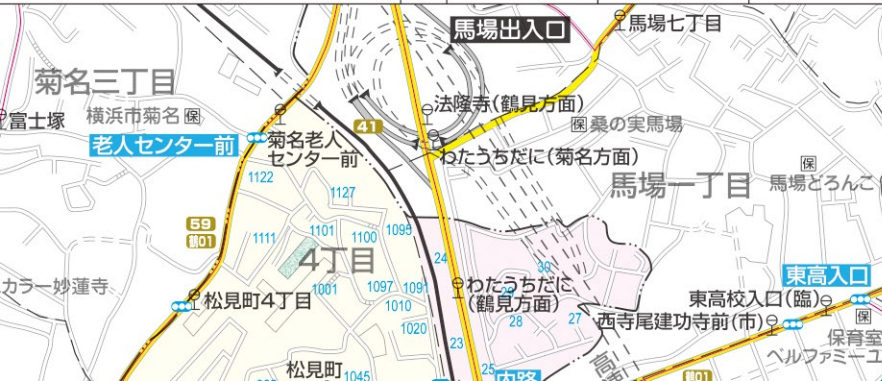 馬場出入口
馬場七丁目
菊名三丁目
横浜市菊名 保
富士塚
法隆寺(鶴見方面)
41
保 桑の実馬場
老人センター前
菊名老人
センター前
わたうちだに(菊名方面)
保
馬場一丁目
馬場どろんこ
1122
1127
59
鶴01
1111
1101
1100
1095
4丁目
24
30
カラー妙蓮寺
1001
1097
1091
わたうちだに
(鶴見方面)
東高入口
松見町4丁目
1010
東高校入口(臨)
28
27
西寺尾建功寺前(市)
1020
保
保育室
ベルファミーユ
23
松見町
1045
25
内路
高
鶴01